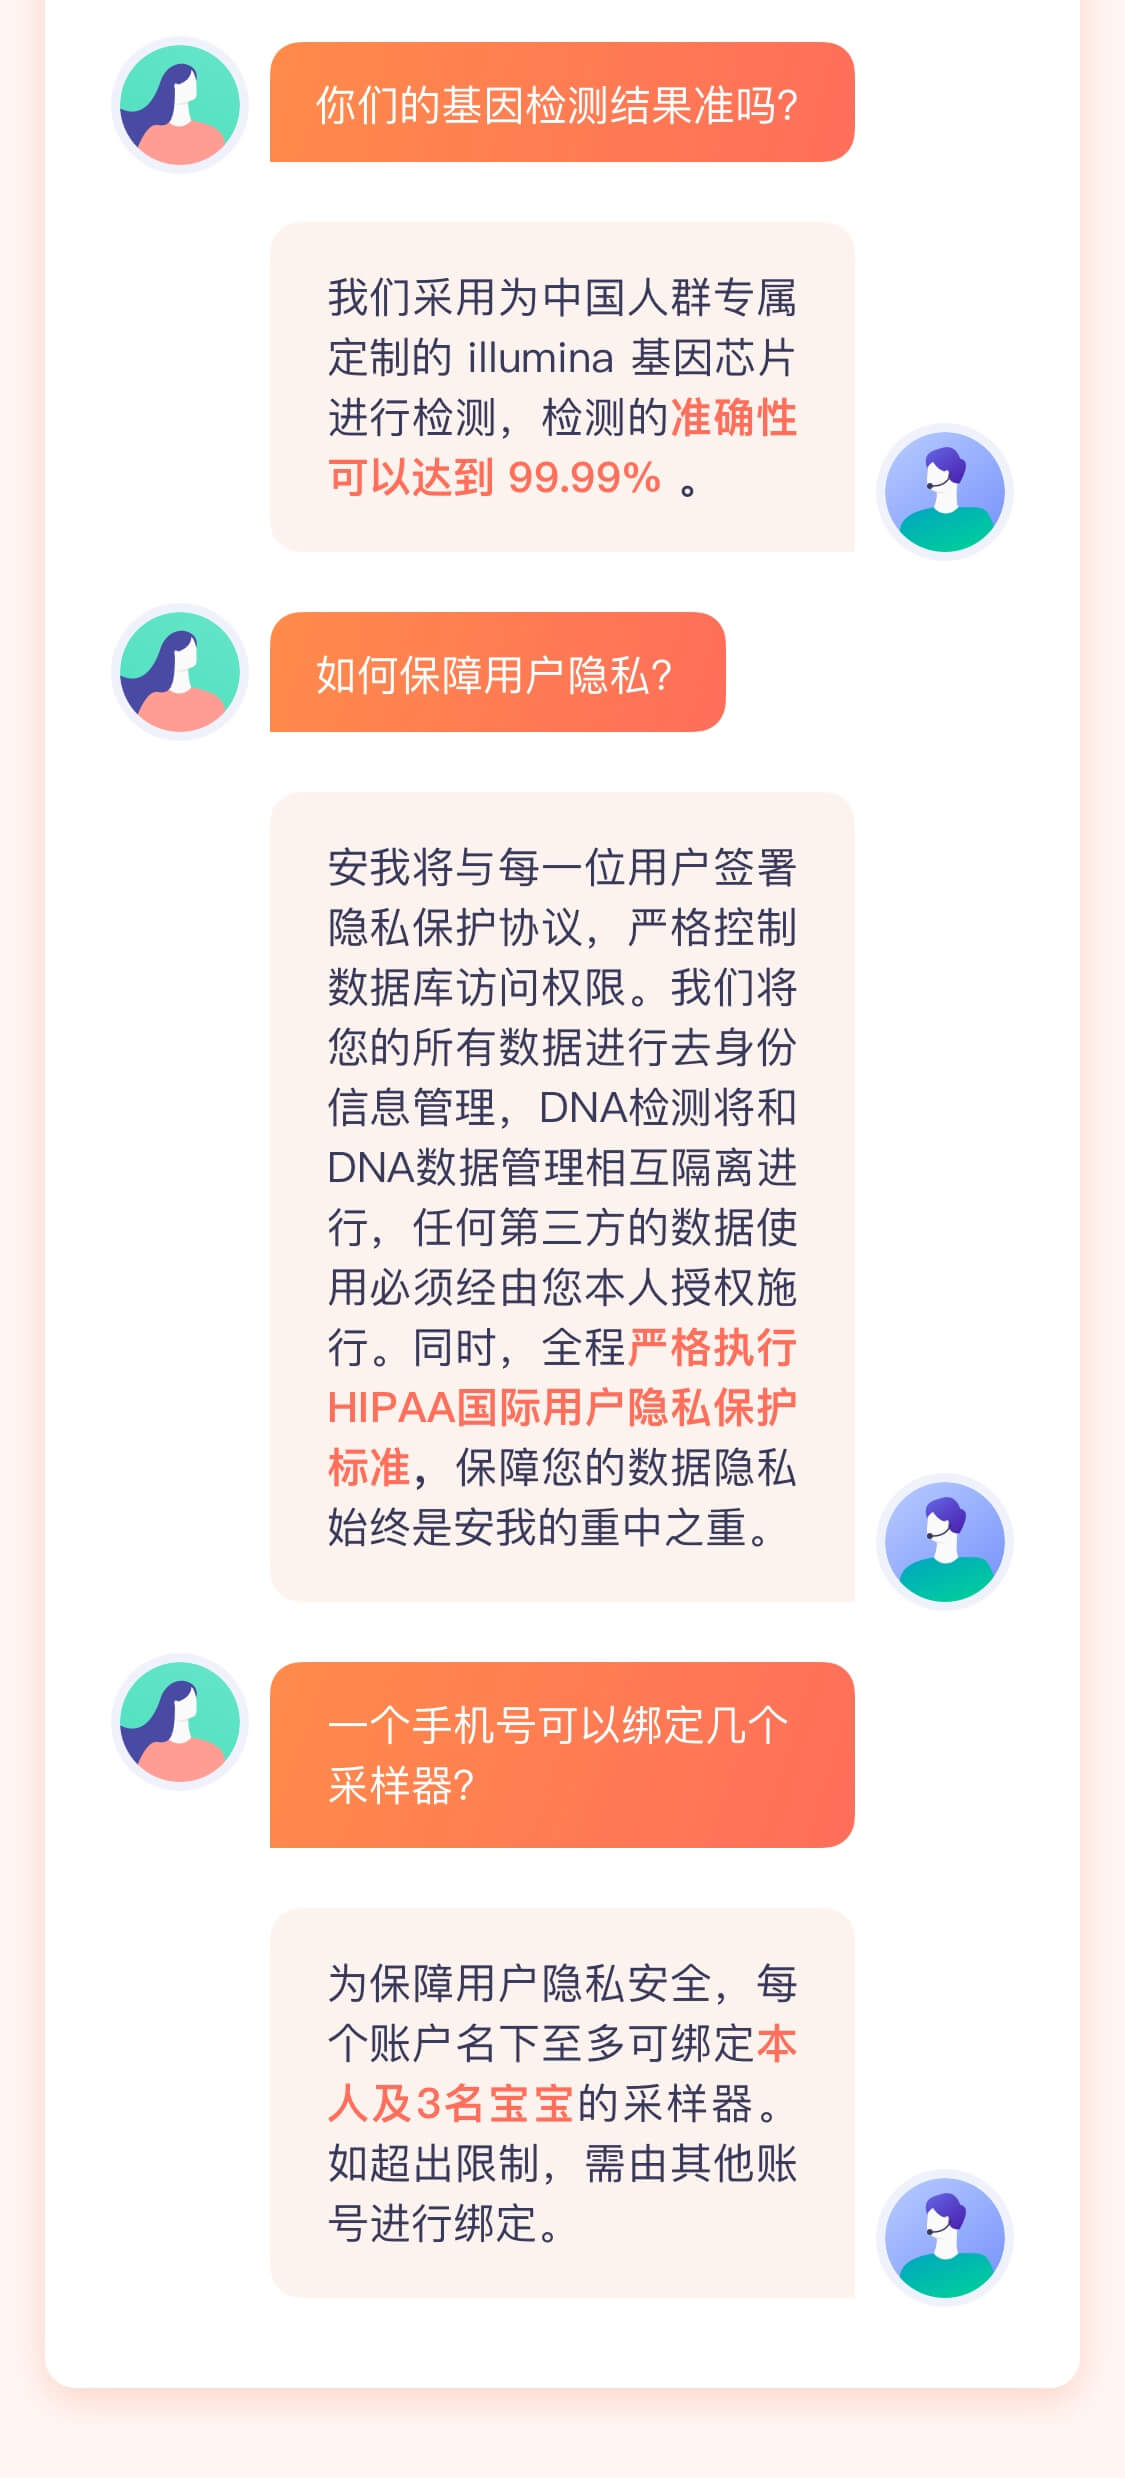 你们的基因检测结果准吗?
我们采用为中国人群专属
定制的 illumina 基因芯片
进行检测，检测的准确性
可以达到 99.99% 。
如何保障用户隐私?
安我将与每一位用户签署
隐私保护协议，严格控制
数据库访问权限。我们将
您的所有数据进行去身份
信息管理，DNA检测将和
DNA数据管理相互隔离进
行，任何第三方的数据使
用必须经由您本人授权施
行。同时，全程严格执行
HIPAA国际用户隐私保护
标准，保障您的数据隐私
始终是安我的重中之重。
一个手机号可以绑定几个
采样器?
为保障用户隐私安全，每
个账户名下至多可绑定本
人及3名宝宝的采样器。
如超出限制，需由其他账
号进行绑定。